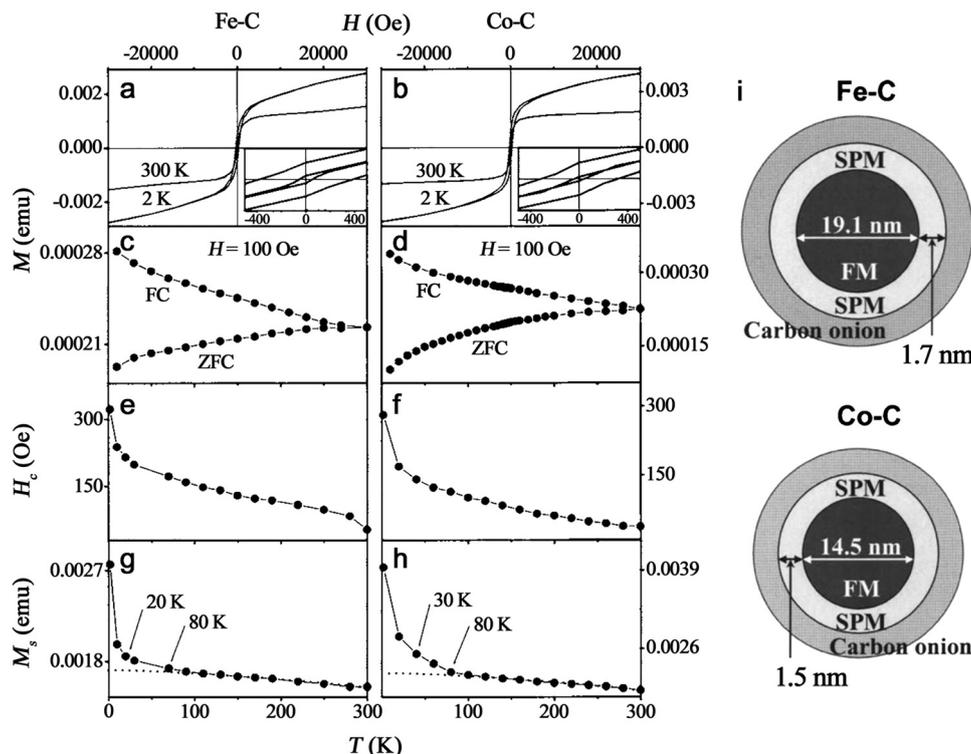 Fe-C H (Oe) Co-C
-20000 0 20000 -20000 0 20000
a b i Fe-C
0.002 0.003
0.000 0.000
-0.002 -0.003
300 K 300 K
2 K 2 K
-400 0 400 -400 0 400
M (emu)
c H = 100 Oe d H = 100 Oe
0.00028 0.00030
0.00021 0.00015
FC FC
ZFC ZFC
SPM
19.1 nm
FM
SPM
Carbon onion
1.7 nm
e f
Hc (Oe)
300 300
150 150
Co-C
SPM
14.5 nm
FM
SPM
Carbon onion
1.5 nm
g h
Ms (emu)
0.0027 0.0039
0.0018 0.0026
20 K 30 K
80 K 80 K
0 100 200 300 0 100 200 300
T (K)